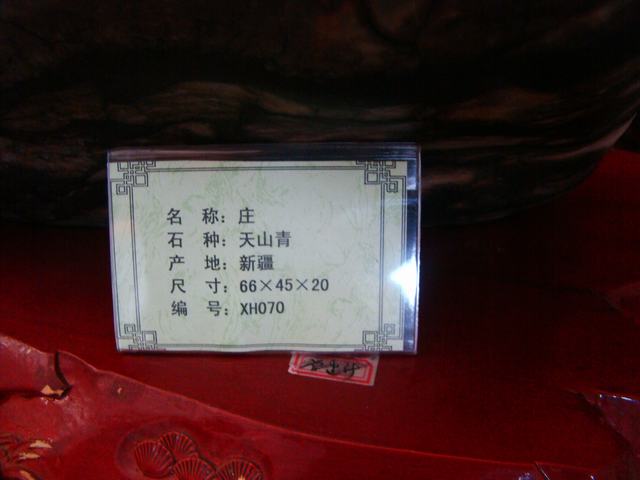 名 称：庄
石 种：天山青
产 地：新疆
尺 寸：66×45×20
编 号：XH070